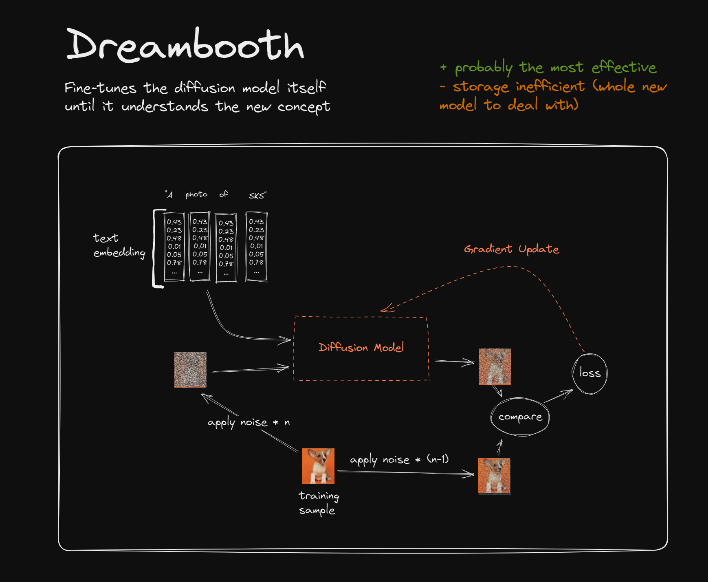 Dreambooth
Fine-tunes the diffusion model itself
until it understands the new concept
+ probably the most effective
- storage inefficient (whole new
model to deal with)
"A photo of SKS"
text
embedding
0.43 0.43 0.43 0.43
0.23 0.23 0.23 0.23
0.48 0.48 0.48 0.48
0.01 0.01 0.01 0.01
0.05 0.05 0.05 0.05
0.78 0.78 0.78 0.78
... ... ... ...
Gradient Update
Diffusion Model
loss
compare
apply noise * n
apply noise * (n-1)
training
sample